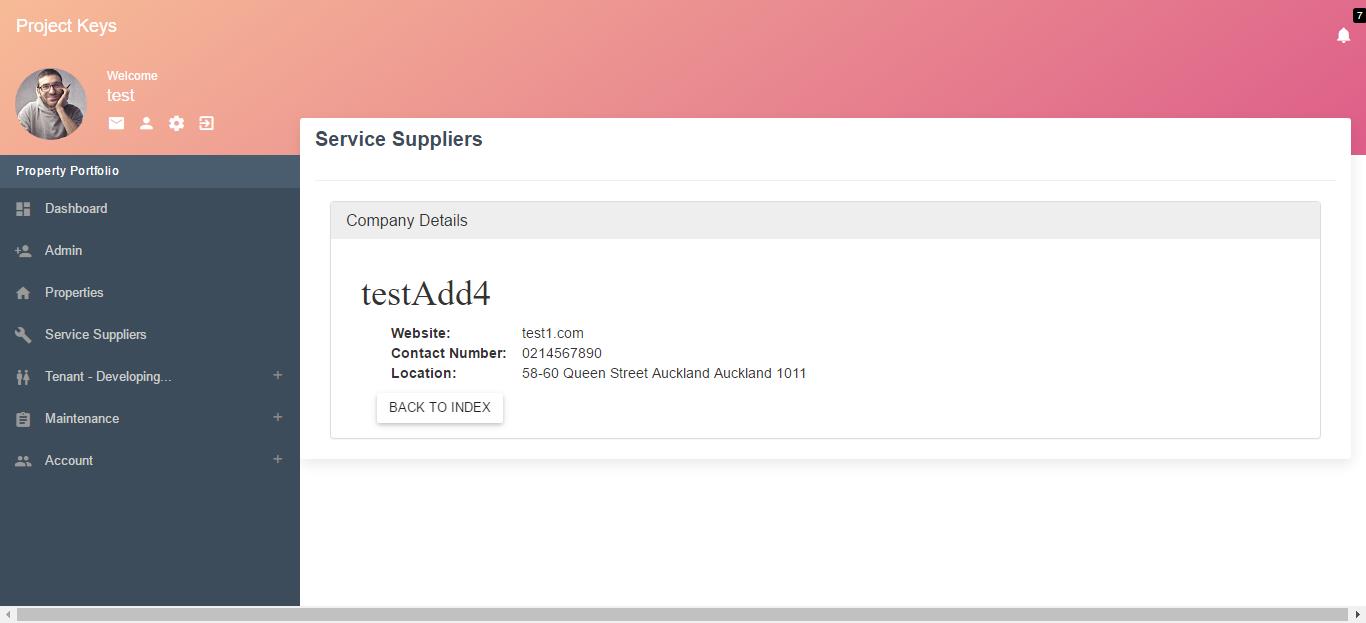 Project Keys
7
Welcome
test
Property Portfolio
Dashboard
Admin
Properties
Service Suppliers
Tenant - Developing...
Maintenance
Account
Service Suppliers
Company Details
testAdd4
Website: test1.com
Contact Number: 0214567890
Location: 58-60 Queen Street Auckland Auckland 1011
BACK TO INDEX